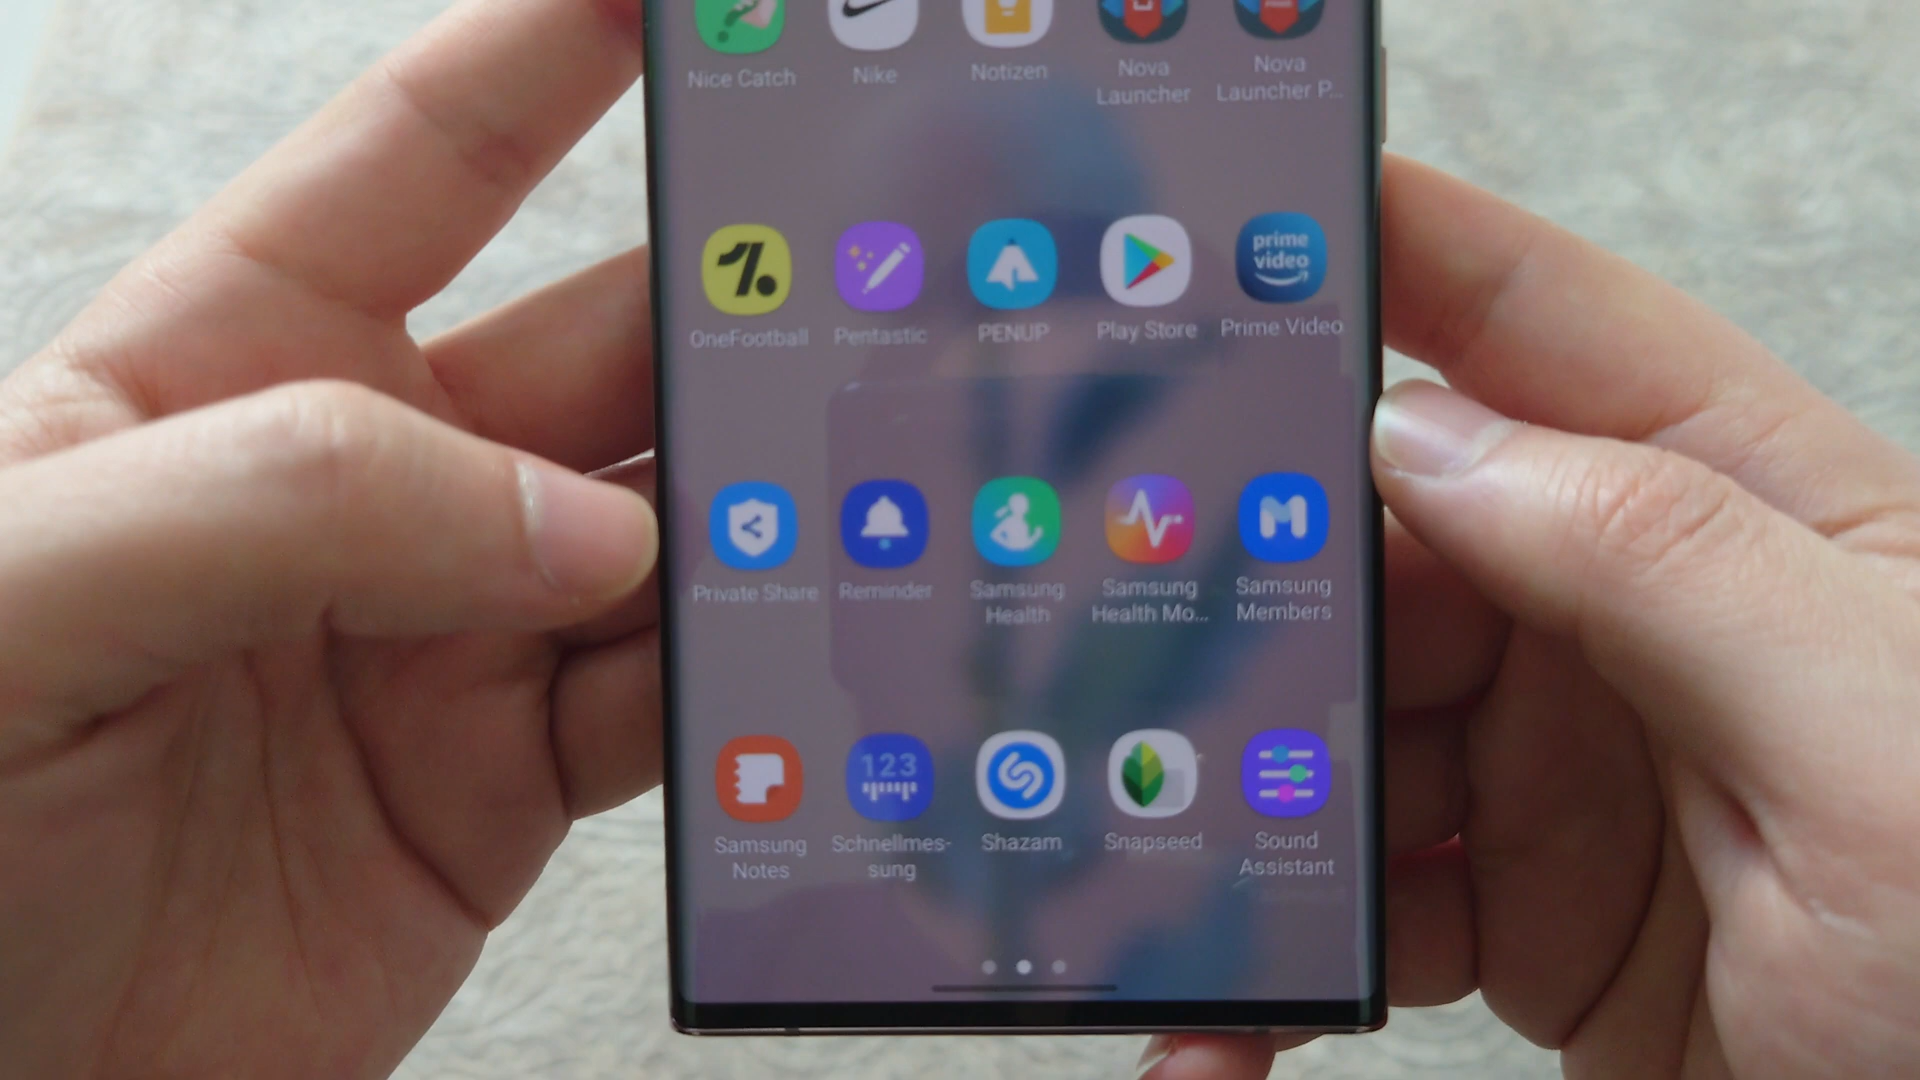 Nice Catch
Nike
Notizen
Nova
Launcher
Nova
Launcher P...
OneFootball
Pentastic
PENUP
Play Store
prime
video
Prime Video
Private Share
Reminder
Samsung
Health
Samsung
Health Mo...
Samsung
Members
Samsung
Notes
123
Schnellmes-
sung
Shazam
Snapseed
Sound
Assistant